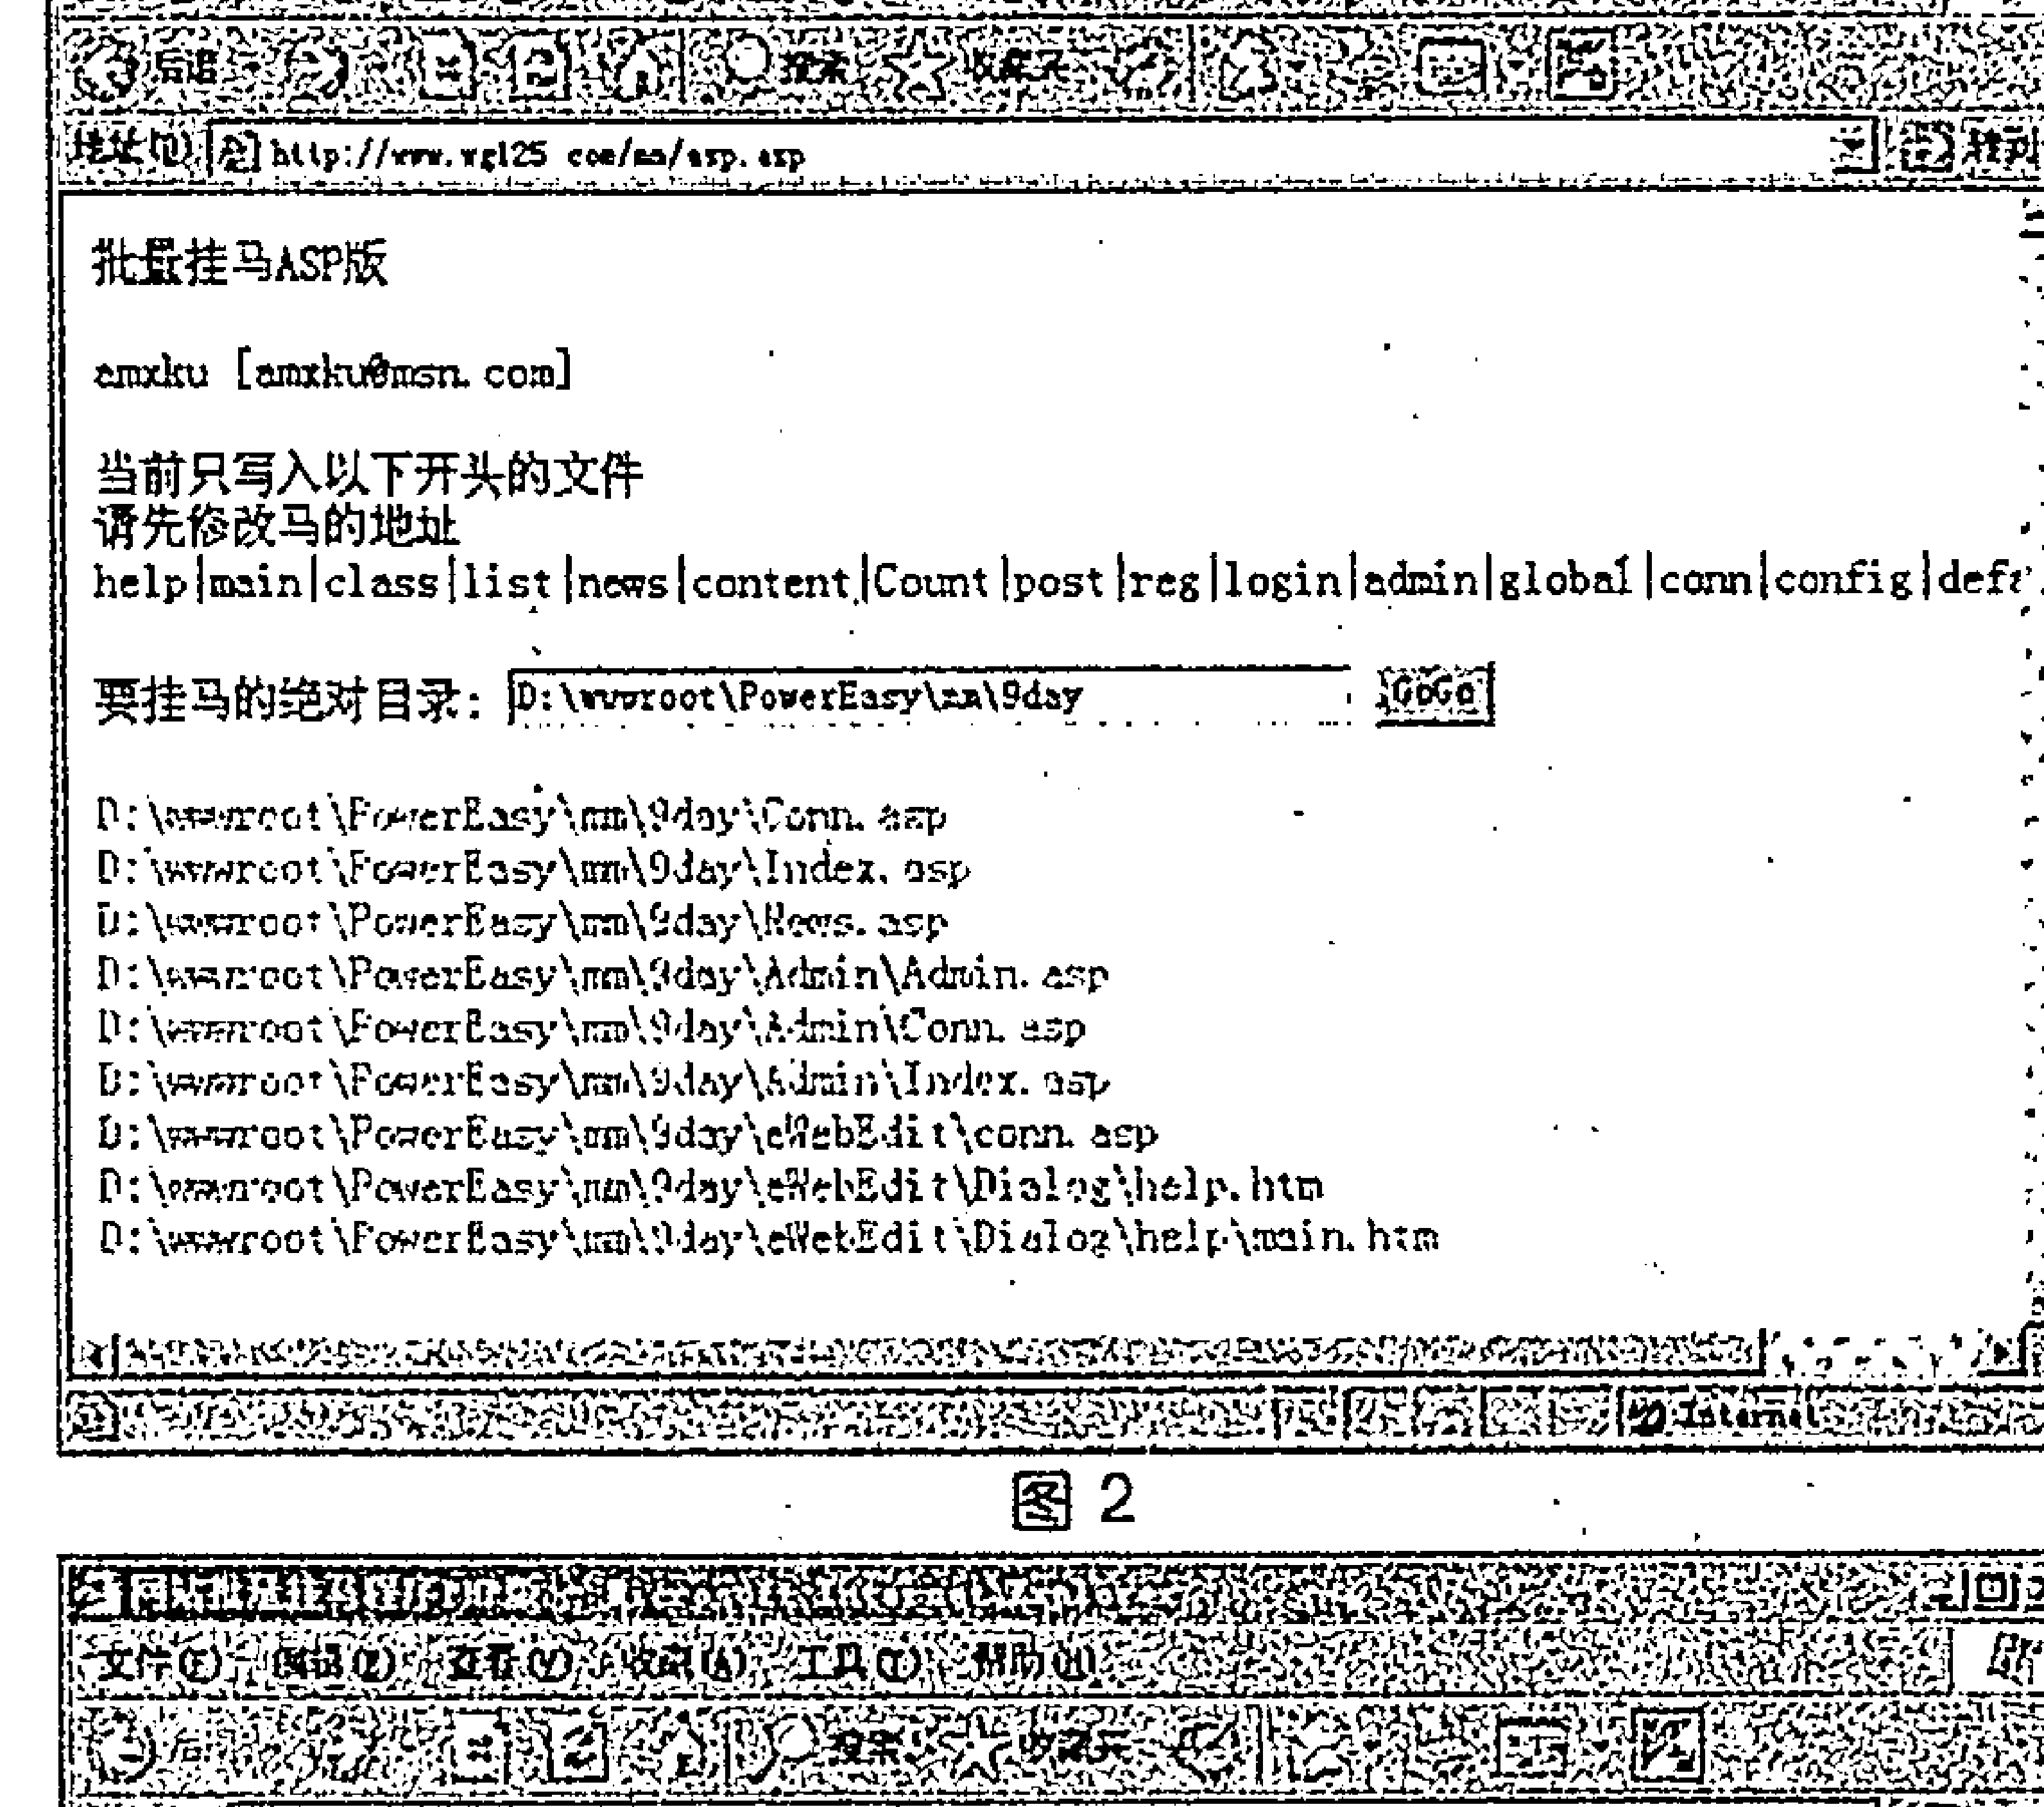 后退 搜索 收藏夹
地址(D) http://www.wgl25 com/mm/asp.asp 转到
批量挂马ASP版
amxku [amxku@msn.com]
当前只写入以下开头的文件
请先修改马的地址
help|main|class|list|news|content|Count|post|reg|login|admin|global|conn|config|defa
要挂马的绝对目录: D:\wwwroot\PowerEasy\mm\9day GoGo
D:\wwwroot\PowerEasy\mm\9day\Conn.asp
D:\wwwroot\PowerEasy\mm\9day\Index.asp
D:\wwwroot\PowerEasy\mm\9day\News.asp
D:\wwwroot\PowerEasy\mm\9day\Admin\Admin.asp
D:\wwwroot\PowerEasy\mm\9day\Admin\Conn.asp
D:\wwwroot\PowerEasy\mm\9day\Admin\Index.asp
D:\wwwroot\PowerEasy\mm\9day\eWebEdit\conn.asp
D:\wwwroot\PowerEasy\mm\9day\eWebEdit\Dialog\help.htm
D:\wwwroot\PowerEasy\mm\9day\eWebEdit\Dialog\help\main.htm
Internet
图 2
文件(F) 编辑(E) 查看(V) 收藏(A) 工具(T) 帮助(H)
后 搜索 收藏夹